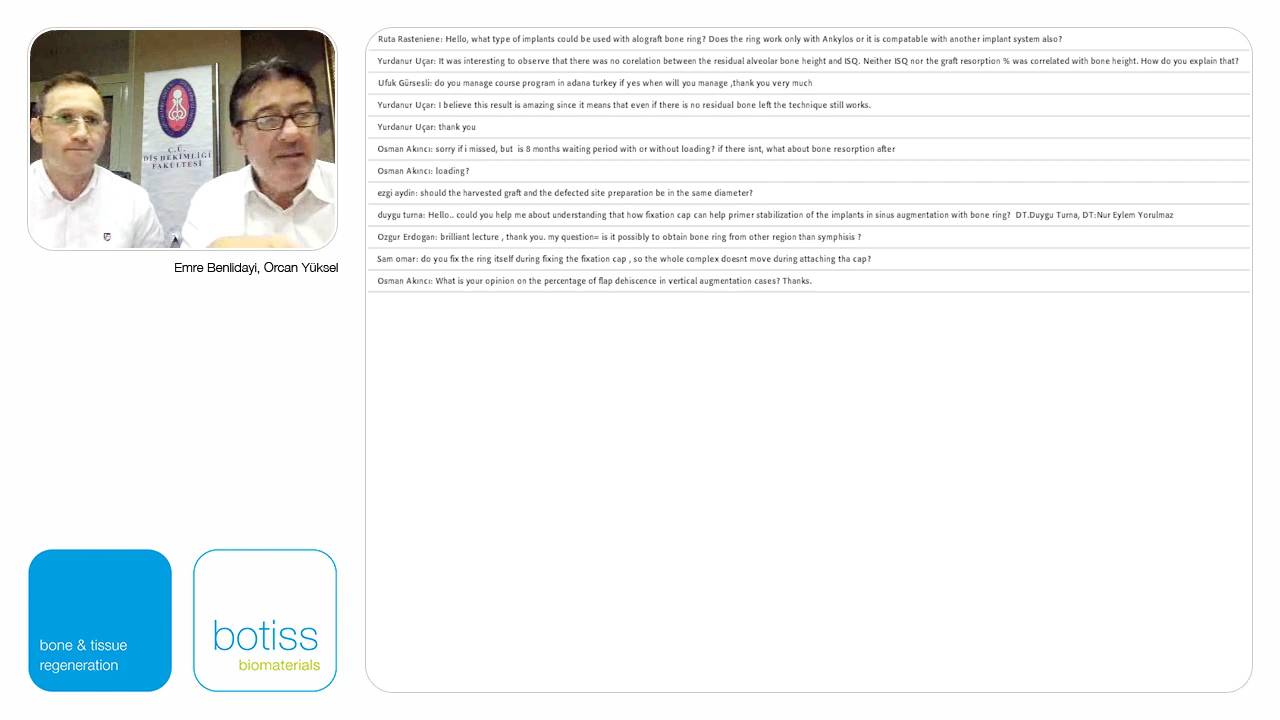 C.Ü.
DİŞ HEKİMLİĞİ
FAKÜLTESİ
Emre Benlidayi, Orcan Yüksel
Ruta Rasteniene: Hello, what type of implants could be used with alograft bone ring? Does the ring work only with Ankylos or it is compatable with another implant system also?
Yurdanur Uçar: It was interesting to observe that there was no corelation between the residual alveolar bone height and ISQ. Neither ISQ nor the graft resorption % was correlated with bone height. How do you explain that?
Ufuk Gürsesli: do you manage course program in adana turkey if yes when will you manage ,thank you very much
Yurdanur Uçar: I believe this result is amazing since it means that even if there is no residual bone left the technique still works.
Yurdanur Uçar: thank you
Osman Akıncı: sorry if i missed, but  is 8 months waiting period with or without loading? if there isnt, what about bone resorption after
Osman Akıncı: loading?
ezgi aydin: should the harvested graft and the defected site preparation be in the same diameter?
duygu turna: Hello.. could you help me about understanding that how fixation cap can help primer stabilization of the implants in sinus augmentation with bone ring?  DT.Duygu Turna, DT:Nur Eylem Yorulmaz
Ozgur Erdogan: brilliant lecture , thank you. my question= is it possibly to obtain bone ring from other region than symphisis ?
Sam omar: do you fix the ring itself during fixing the fixation cap , so the whole complex doesnt move during attaching tha cap?
Osman Akıncı: What is your opinion on the percentage of flap dehiscence in vertical augmentation cases? Thanks.
bone & tissue
regeneration
botiss
biomaterials